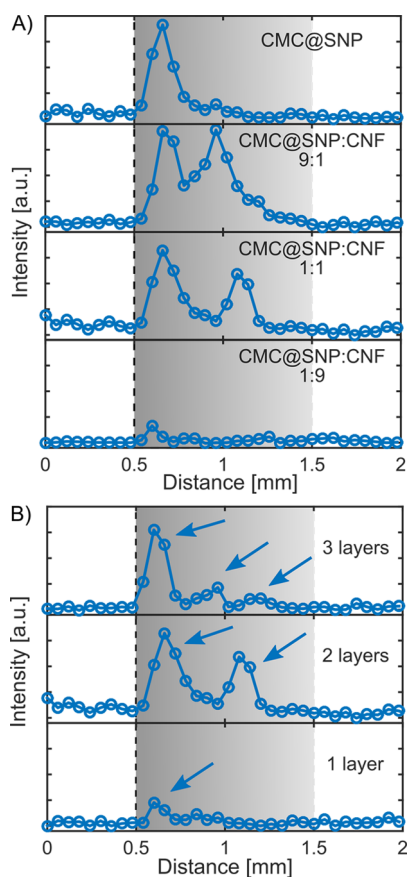 A)
CMC@SNP
CMC@SNP:CNF
9:1
CMC@SNP:CNF
1:1
CMC@SNP:CNF
1:9
Intensity [a.u.]
0 0.5 1 1.5 2
Distance [mm]
B)
3 layers
2 layers
1 layer
Intensity [a.u.]
0 0.5 1 1.5 2
Distance [mm]